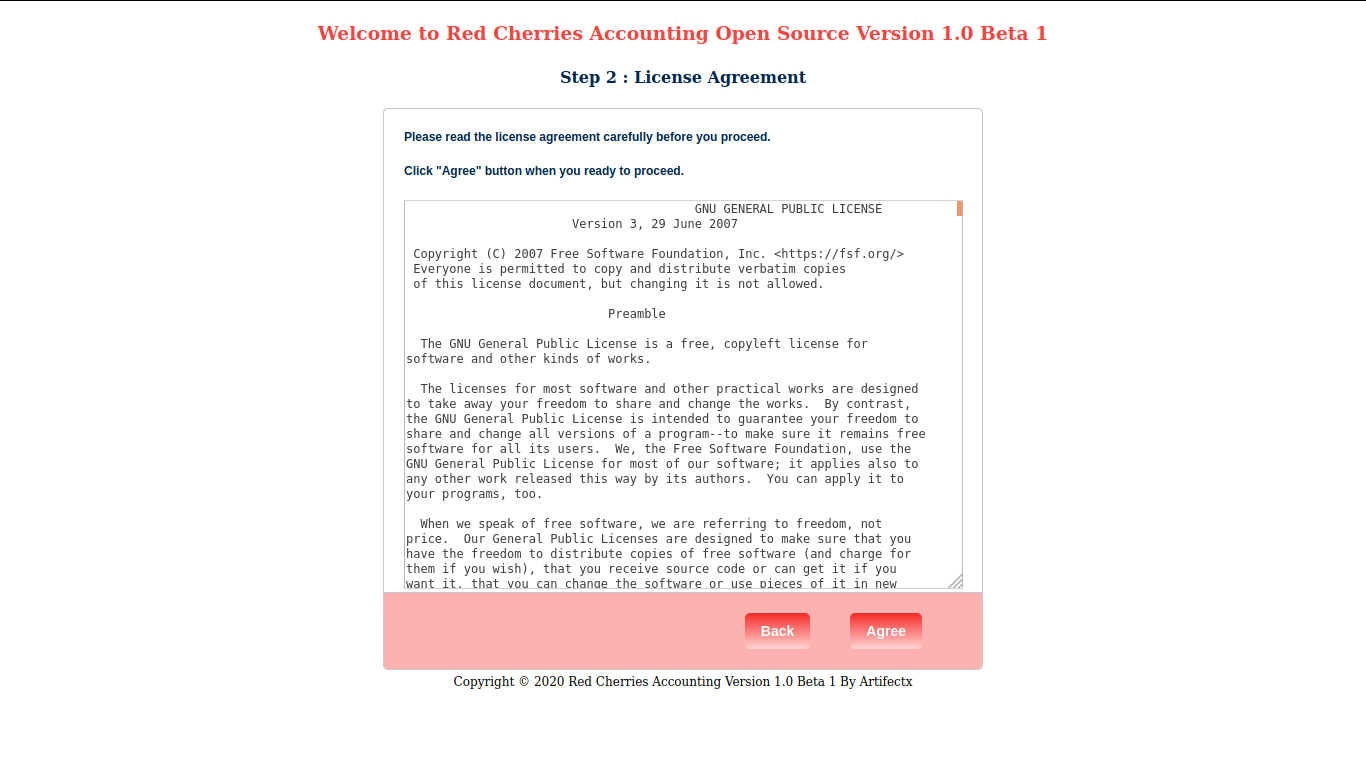 Welcome to Red Cherries Accounting Open Source Version 1.0 Beta 1
Step 2 : License Agreement
Please read the license agreement carefully before you proceed.
Click "Agree" button when you ready to proceed.
GNU GENERAL PUBLIC LICENSE
Version 3, 29 June 2007
Copyright (C) 2007 Free Software Foundation, Inc. <https://fsf.org/>
Everyone is permitted to copy and distribute verbatim copies
of this license document, but changing it is not allowed.
Preamble
The GNU General Public License is a free, copyleft license for
software and other kinds of works.
The licenses for most software and other practical works are designed
to take away your freedom to share and change the works.  By contrast,
the GNU General Public License is intended to guarantee your freedom to
share and change all versions of a program--to make sure it remains free
software for all its users.  We, the Free Software Foundation, use the
GNU General Public License for most of our software; it applies also to
any other work released this way by its authors.  You can apply it to
your programs, too.
When we speak of free software, we are referring to freedom, not
price.  Our General Public Licenses are designed to make sure that you
have the freedom to distribute copies of free software (and charge for
them if you wish), that you receive source code or can get it if you
want it, that you can change the software or use pieces of it in new
Back
Agree
Copyright © 2020 Red Cherries Accounting Version 1.0 Beta 1 By Artifectx